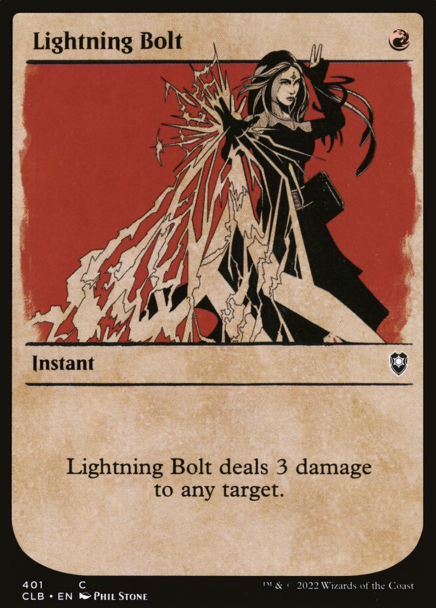 Lightning Bolt
Instant
Lightning Bolt deals 3 damage
to any target.
401 C
CLB • EN PHIL STONE
™ & © 2022 Wizards of the Coast